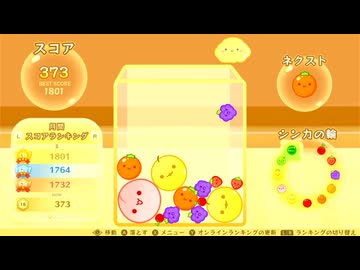 スコア
373
BEST SCORE
1801
ネクスト
L
R
月間
スコアランキング
1801
1764
1732
373
シンカの輪
移動 A 落とす Y メニュー オンラインランキングの更新 L/R ランキングの切り替え